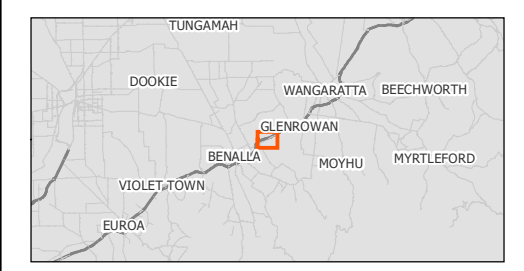 TUNGAMAH
DOOKIE
WANGARATTA
BEECHWORTH
GLENROWAN
BENALLA
MOYHU
MYRTLEFORD
VIOLET TOWN
EUROA